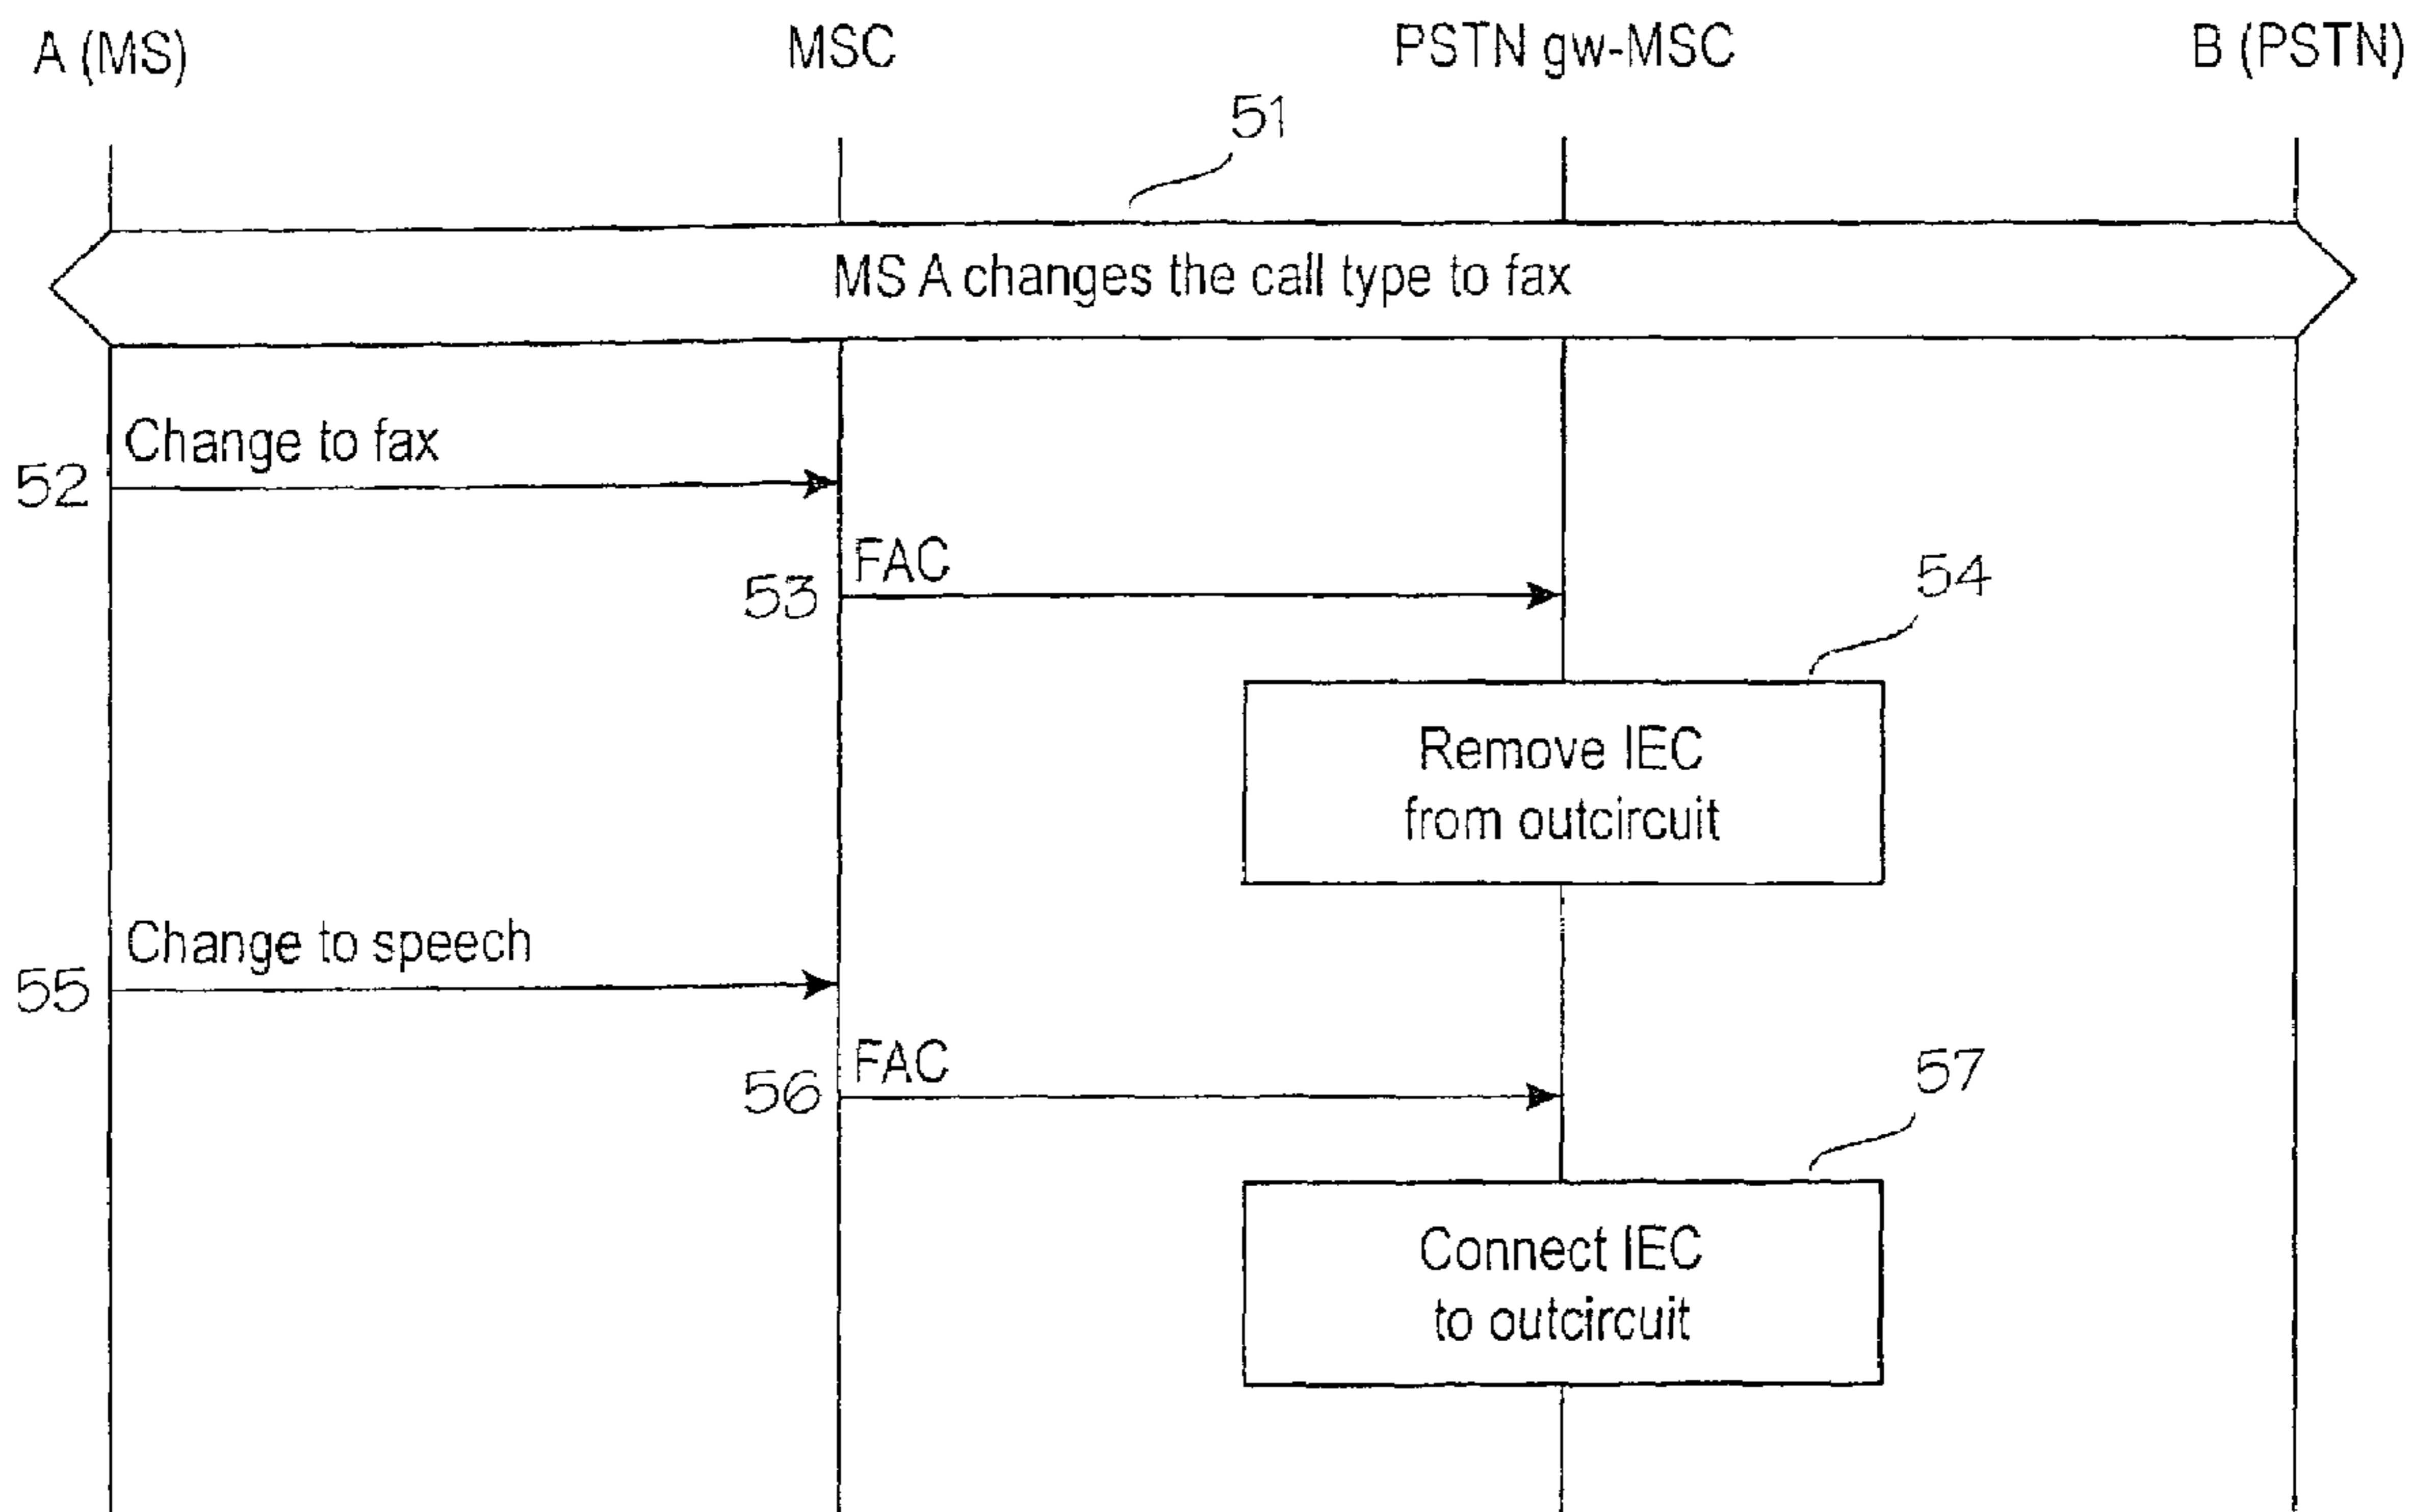 A (MS) MSC PSTN gw-MSC B (PSTN)
51
MS A changes the call type to fax
Change to fax
52
FAC
53
54
Remove IEC
from outcircuit
Change to speech
55
FAC
56
57
Connect IEC
to outcircuit